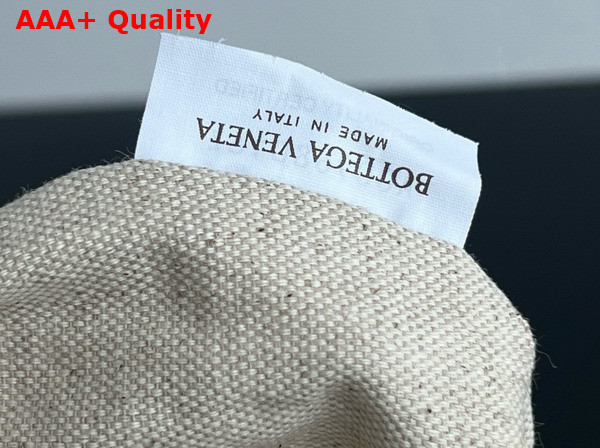 AAA+ Quality
BOTTEGA VENETA
MADE IN ITALY